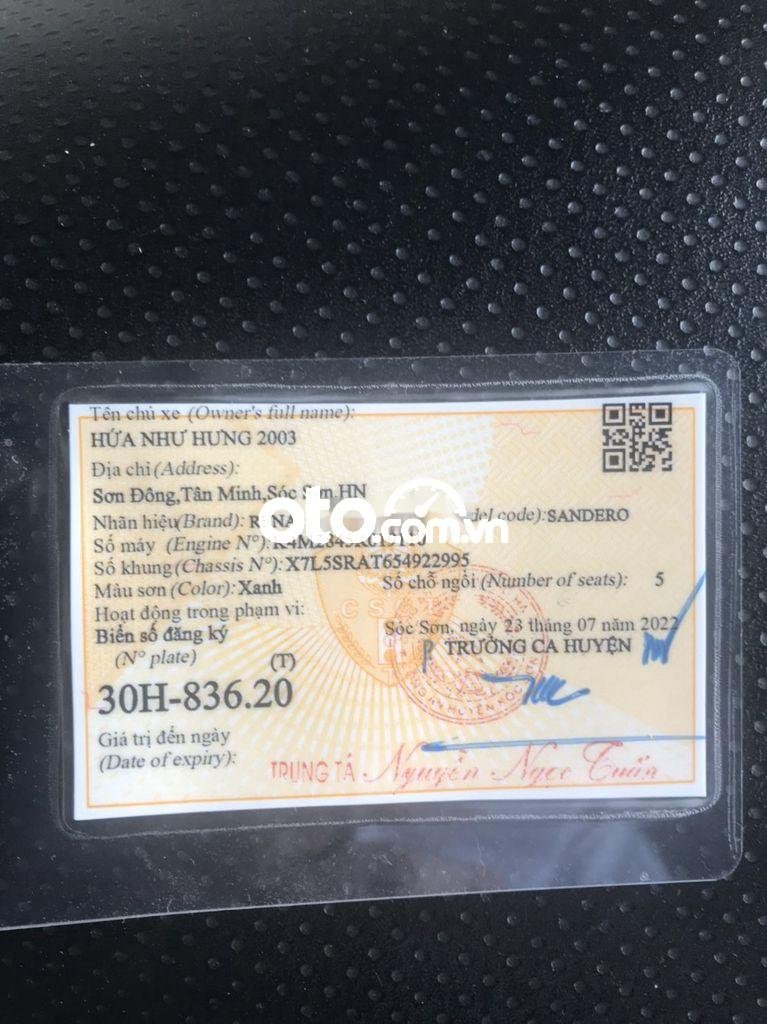 Tên chủ xe (Owner's full name):
HỨA NHƯ HƯNG 2003
Địa chỉ (Address):
Sơn Đông,Tân Minh,Sóc Sơn,HN
Nhãn hiệu(Brand): del code):SANDERO
Số máy (Engine N°):
Số khung (Chassis N°): X7L5SRAT654922995
Màu sơn (Color): Xanh Số chỗ ngồi (Number of seats): 5
Hoạt động trong phạm vi:
Biển số đăng ký
(N° plate) (T)
30H-836.20
Giá trị đến ngày
(Date of expiry):
Sóc Sơn, ngày 23 tháng 07 năm 2022
TRƯỞNG CA HUYỆN
TRUNG TÁ Nguyễn Ngọc Tuấn
oto.com.vn